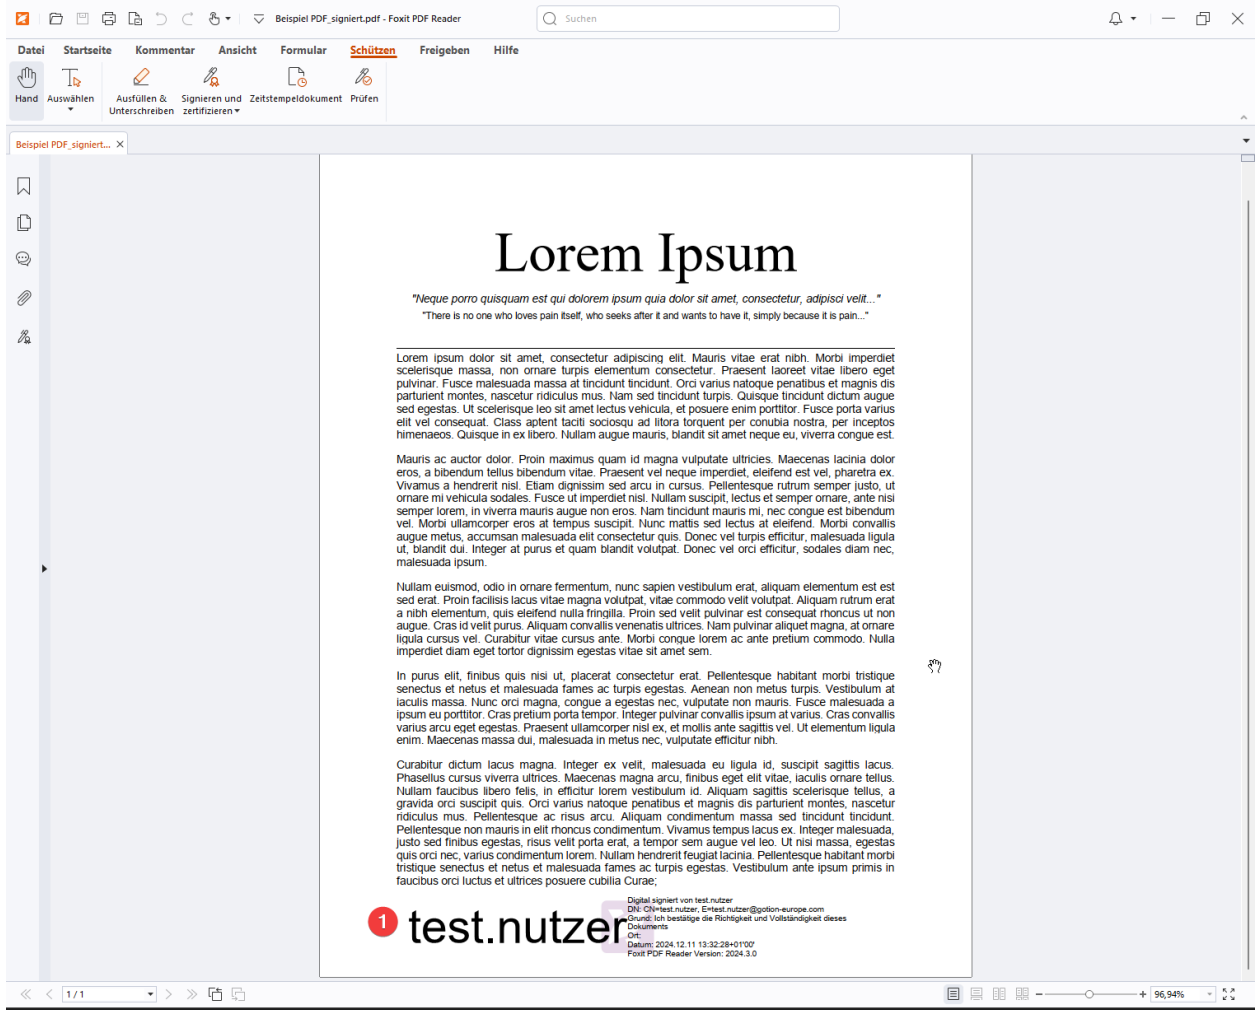 Beispiel PDF_signiert.pdf - Foxit PDF Reader
Suchen
Datei Startseite Kommentar Ansicht Formular Schützen Freigeben Hilfe
Hand Auswählen Ausfüllen & Signieren und Zeitstempeldokument Prüfen
Unterschreiben zertifizieren
Beispiel PDF_signiert...
Lorem Ipsum
"Neque porro quisquam est qui dolorem ipsum quia dolor sit amet, consectetur, adipisci velit..."
"There is no one who loves pain itself, who seeks after it and wants to have it, simply because it is pain..."
Lorem ipsum dolor sit amet, consectetur adipiscing elit. Mauris vitae erat nibh. Morbi imperdiet
scelerisque massa, non ornare turpis elementum consectetur. Praesent laoreet vitae libero eget
pulvinar. Fusce malesuada massa at tincidunt tincidunt. Orci varius natoque penatibus et magnis dis
parturient montes, nascetur ridiculus mus. Nam sed tincidunt turpis. Quisque tincidunt dictum augue
sed egestas. Ut scelerisque leo sit amet lectus vehicula, et posuere enim porttitor. Fusce porta varius
elit vel consequat. Class aptent taciti sociosqu ad litora torquent per conubia nostra, per inceptos
himenaeos. Quisque in ex libero. Nullam augue mauris, blandit sit amet neque eu, viverra congue est.
Mauris ac auctor dolor. Proin maximus quam id magna vulputate ultricies. Maecenas lacinia dolor
eros, a bibendum tellus bibendum vitae. Praesent vel neque imperdiet, eleifend est vel, pharetra ex.
Vivamus a hendrerit nisl. Etiam dignissim sed arcu in cursus. Pellentesque rutrum semper justo, ut
ornare mi vehicula sodales. Fusce ut imperdiet nisl. Nullam suscipit, lectus et semper ornare, ante nisi
semper lorem, in viverra mauris augue non eros. Nam tincidunt mauris mi, nec congue est bibendum
vel. Morbi ullamcorper eros at tempus suscipit. Nunc mattis sed lectus at eleifend. Morbi convallis
augue metus, accumsan malesuada elit consectetur quis. Donec vel turpis efficitur, malesuada ligula
ut, blandit dui. Integer at purus et quam blandit volutpat. Donec vel orci efficitur, sodales diam nec,
malesuada ipsum.
Nullam euismod, odio in ornare fermentum, nunc sapien vestibulum erat, aliquam elementum est est
sed erat. Proin facilisis lacus vitae magna volutpat, vitae commodo velit volutpat. Aliquam rutrum erat
a nibh elementum, quis eleifend nulla fringilla. Proin sed velit pulvinar est consequat rhoncus ut non
augue. Cras id velit purus. Aliquam convallis venenatis ultrices. Nam pulvinar aliquet magna, at ornare
ligula cursus vel. Curabitur vitae cursus ante. Morbi congue lorem ac ante pretium commodo. Nulla
imperdiet diam eget tortor dignissim egestas vitae sit amet sem.
In purus elit, finibus quis nisi ut, placerat consectetur erat. Pellentesque habitant morbi tristique
senectus et netus et malesuada fames ac turpis egestas. Aenean non metus turpis. Vestibulum at
iaculis massa. Nunc orci magna, congue a egestas nec, vulputate non mauris. Fusce malesuada a
ipsum eu porttitor. Cras pretium porta tempor. Integer pulvinar convallis ipsum at varius. Cras convallis
varius arcu eget egestas. Praesent ullamcorper nisl ex, et mollis ante sagittis vel. Ut elementum ligula
enim. Maecenas massa dui, malesuada in metus nec, vulputate efficitur nibh.
Curabitur dictum lacus magna. Integer ex velit, malesuada eu ligula id, suscipit sagittis lacus.
Phasellus cursus viverra ultrices. Maecenas magna arcu, finibus eget elit vitae, iaculis ornare tellus.
Nullam faucibus libero felis, in efficitur lorem vestibulum id. Aliquam sagittis scelerisque tellus, a
gravida orci suscipit quis. Orci varius natoque penatibus et magnis dis parturient montes, nascetur
ridiculus mus. Pellentesque ac risus arcu. Aliquam condimentum massa sed tincidunt tincidunt.
Pellentesque non mauris in elit rhoncus condimentum. Vivamus tempus lacus ex. Integer malesuada,
justo sed finibus egestas, risus velit porta erat, a tempor sem augue vel leo. Ut nisi massa, egestas
quis orci nec, varius condimentum lorem. Nullam hendrerit feugiat lacinia. Pellentesque habitant morbi
tristique senectus et netus et malesuada fames ac turpis egestas. Vestibulum ante ipsum primis in
faucibus orci luctus et ultrices posuere cubilia Curae;
1 test.nutzer
Digital signiert von test.nutzer
DN: CN=test.nutzer, E=test.nutzer@gotion-europe.com
Grund: Ich bestätige die Richtigkeit und Vollständigkeit dieses
Dokuments
Ort:
Datum: 2024.12.11 13:32:28+01'00'
Foxit PDF Reader Version: 2024.3.0
1 / 1
96,94%